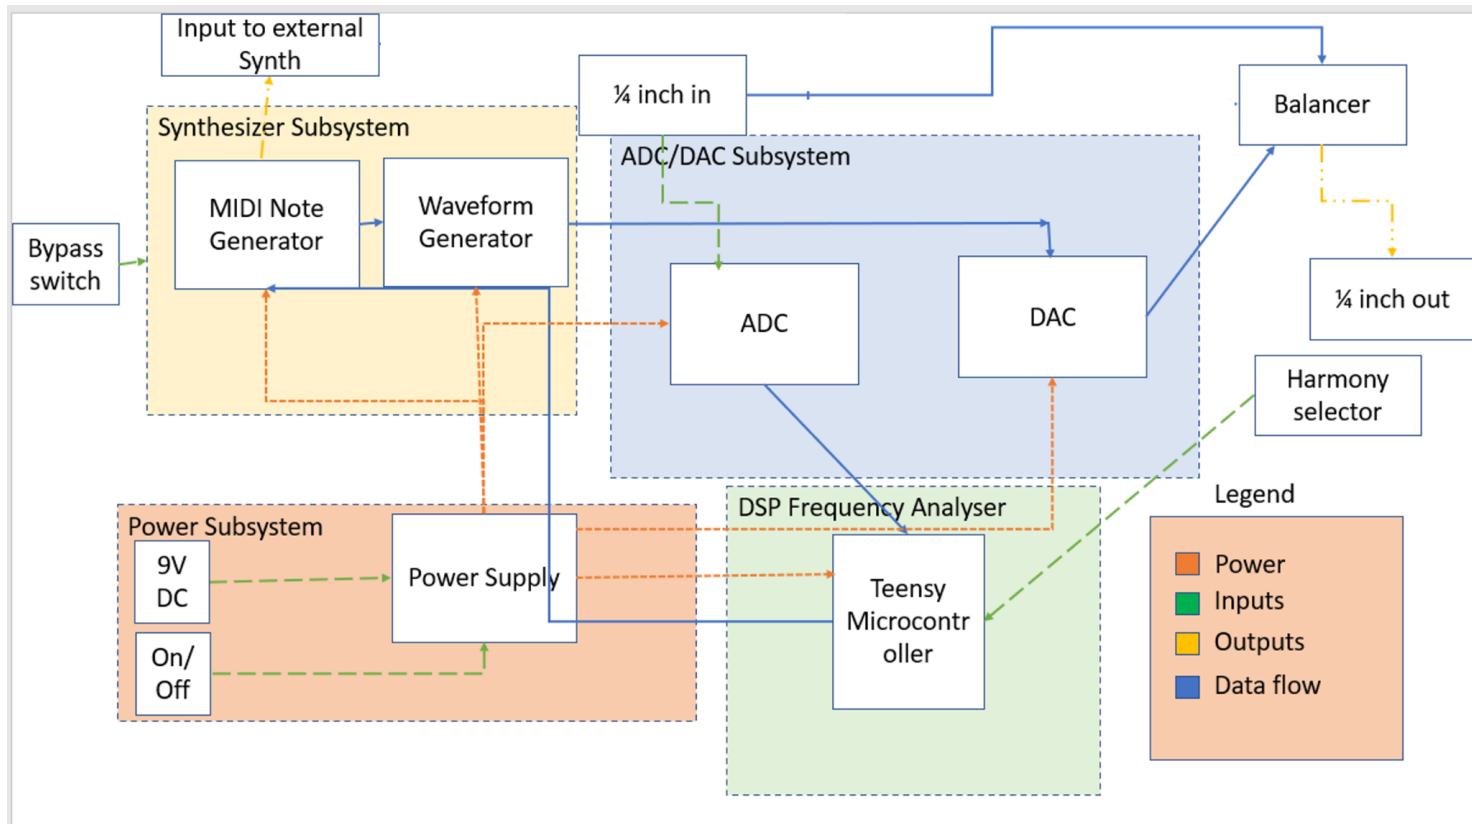 Input to external
Synth
¼ inch in
Balancer
Synthesizer Subsystem
ADC/DAC Subsystem
MIDI Note
Generator
Waveform
Generator
Bypass
switch
ADC
DAC
¼ inch out
Harmony
selector
Power Subsystem
9V
DC
On/
Off
Power Supply
DSP Frequency Analyser
Teensy
Microcontr
oller
Legend
Power
Inputs
Outputs
Data flow